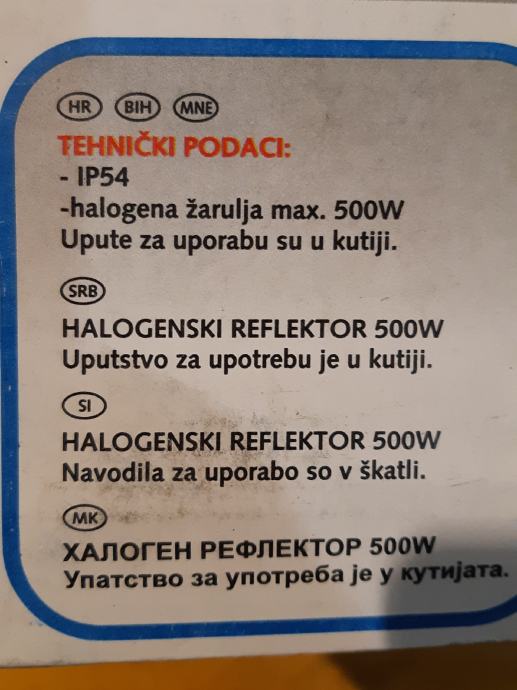 HR BIH MNE
TEHNIČKI PODACI:
- IP54
-halogena žarulja max. 500W
Upute za uporabu su u kutiji.
SRB
HALOGENSKI REFLEKTOR 500W
Uputstvo za upotrebu je u kutiji.
SI
HALOGENSKI REFLEKTOR 500W
Navodila za uporabo so v škatli.
MK
ХАЛОГЕН РЕФЛЕКТОР 500W
Упатство за употреба је у кутијата.